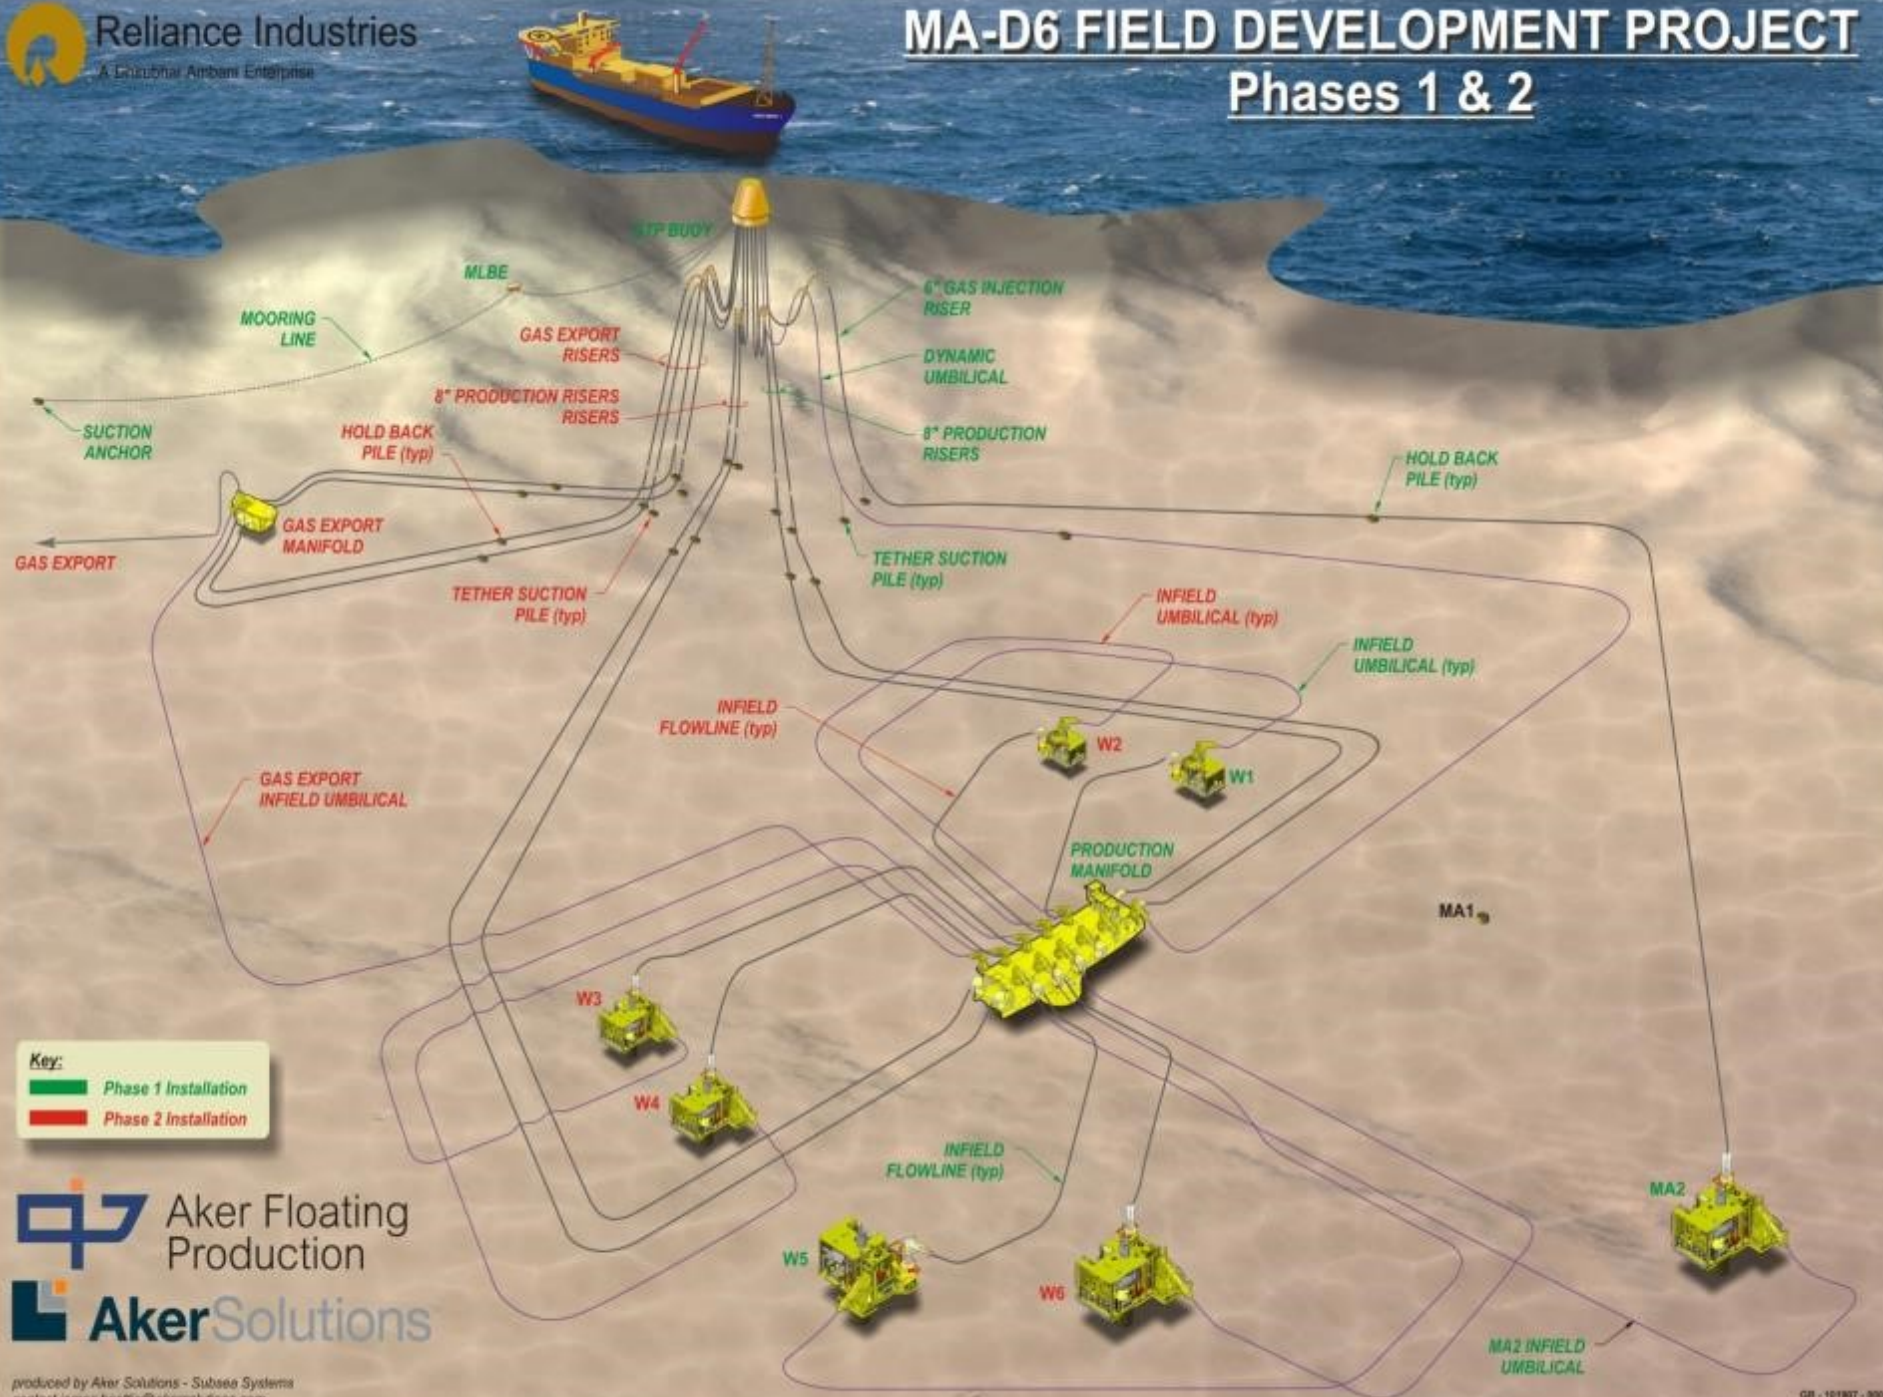 Reliance Industries
A Dhirubhai Ambani Enterprise
MA-D6 FIELD DEVELOPMENT PROJECT
Phases 1 & 2
STP BUOY
MLBE
MOORING
LINE
SUCTION
ANCHOR
GAS EXPORT
RISERS
8" PRODUCTION RISERS
RISERS
HOLD BACK
PILE (typ)
6" GAS INJECTION
RISER
DYNAMIC
UMBILICAL
8" PRODUCTION
RISERS
HOLD BACK
PILE (typ)
GAS EXPORT
MANIFOLD
GAS EXPORT
TETHER SUCTION
PILE (typ)
TETHER SUCTION
PILE (typ)
INFIELD
UMBILICAL (typ)
INFIELD
UMBILICAL (typ)
INFIELD
FLOWLINE (typ)
W2
W1
GAS EXPORT
INFIELD UMBILICAL
PRODUCTION
MANIFOLD
MA1
W3
W4
Key:
Phase 1 Installation
Phase 2 Installation
INFIELD
FLOWLINE (typ)
MA2
W5
W6
MA2 INFIELD
UMBILICAL
Aker Floating
Production
AkerSolutions
produced by Aker Solutions - Subsea Systems